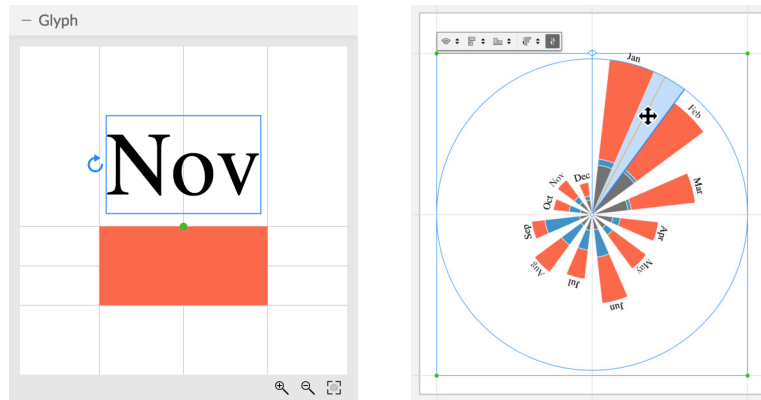 − Glyph
Nov
Jan
Feb
Mar
Apr
May
Jun
Jul
Aug
Sep
Oct
Nov
Dec